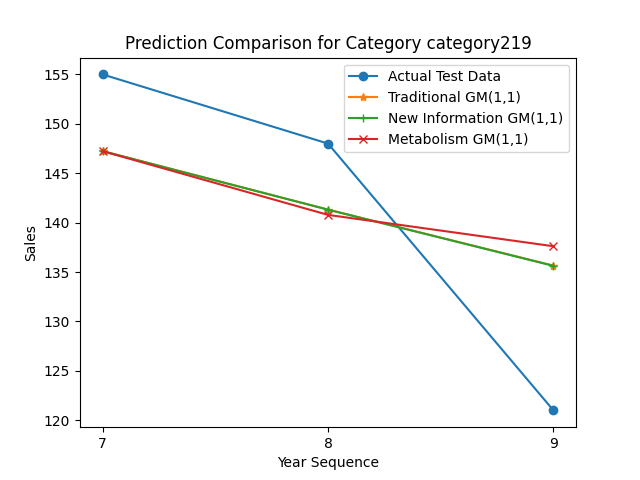 Prediction Comparison for Category category219
Actual Test Data
Traditional GM(1,1)
New Information GM(1,1)
Metabolism GM(1,1)
155
150
145
140
135
130
125
120
Sales
7
8
9
Year Sequence